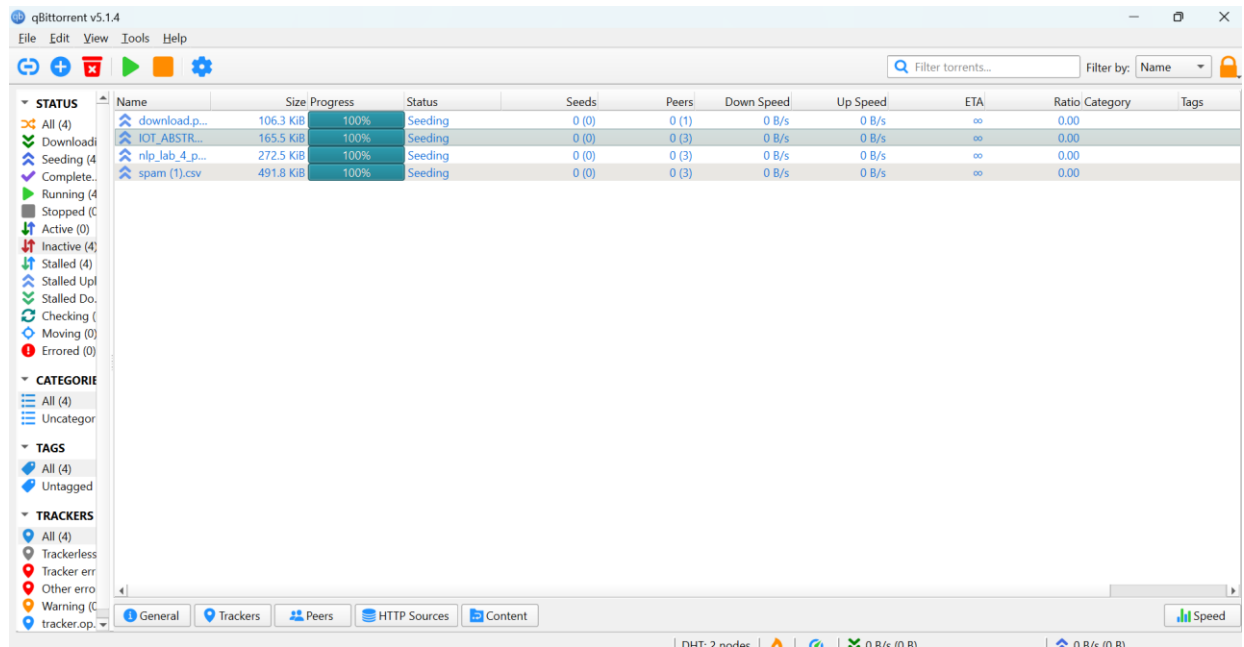 qBittorrent v5.1.4
File Edit View Tools Help
Filter torrents... Filter by: Name
STATUS
All (4)
Downloadi
Seeding (4
Complete..
Running (4
Stopped (0
Active (0)
Inactive (4)
Stalled (4)
Stalled Upl
Stalled Do.
Checking (
Moving (0)
Errored (0)
CATEGORIE
All (4)
Uncategor
TAGS
All (4)
Untagged
TRACKERS
All (4)
Trackerless
Tracker err
Other erro
Warning (0
tracker.op.
Name Size Progress Status Seeds Peers Down Speed Up Speed ETA Ratio Category Tags
download.p... 106.3 KiB 100% Seeding 0 (0) 0 (1) 0 B/s 0 B/s ∞ 0.00
IOT_ABSTR... 165.5 KiB 100% Seeding 0 (0) 0 (3) 0 B/s 0 B/s ∞ 0.00
nlp_lab_4_p... 272.5 KiB 100% Seeding 0 (0) 0 (3) 0 B/s 0 B/s ∞ 0.00
spam (1).csv 491.8 KiB 100% Seeding 0 (0) 0 (3) 0 B/s 0 B/s ∞ 0.00
General Trackers Peers HTTP Sources Content Speed
DHT: 2 nodes 0 B/s (0 B) 0 B/s (0 B)